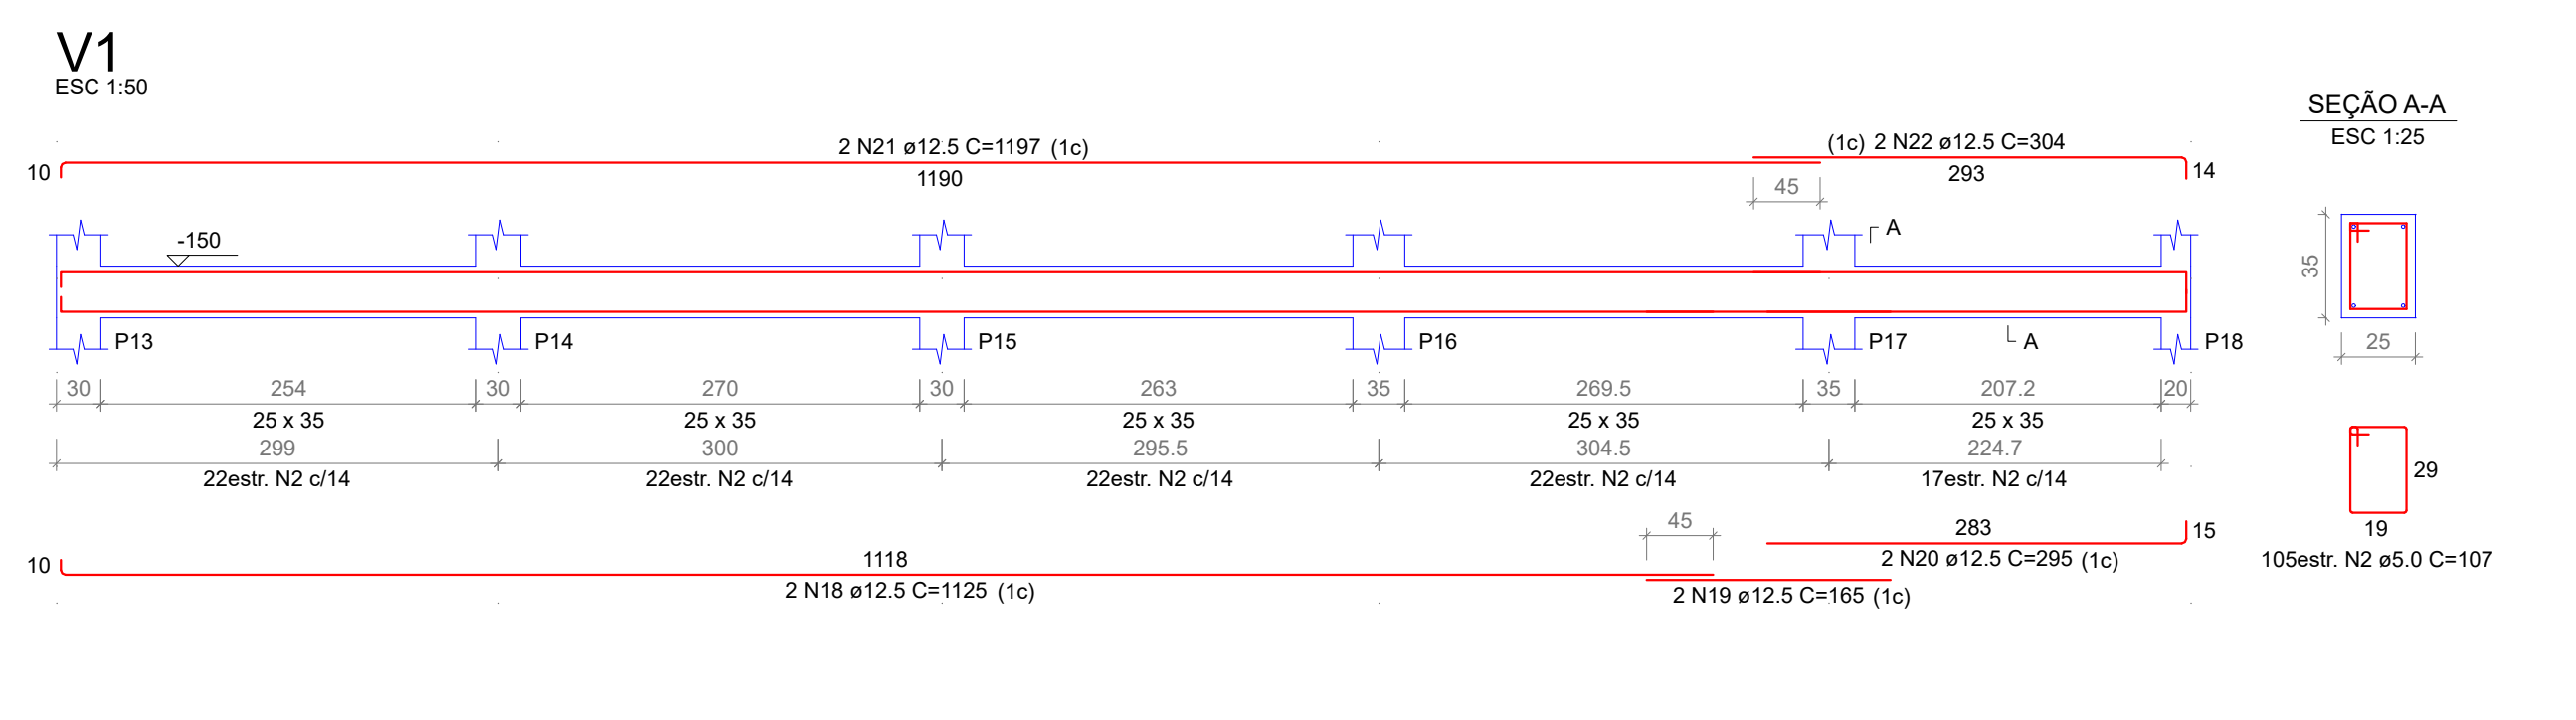 V1
ESC 1:50
SEÇÃO A-A
ESC 1:25
2 N21 ø12.5 C=1197 (1c)
(1c) 2 N22 ø12.5 C=304
10
1190
293
14
45
A
-150
35
25
P13
P14
P15
P16
P17
A
P18
30 254 30 270 30 263 35 269.5 35 207.2 20
25 x 35 25 x 35 25 x 35 25 x 35 25 x 35
299 300 295.5 304.5 224.7
22estr. N2 c/14 22estr. N2 c/14 22estr. N2 c/14 22estr. N2 c/14 17estr. N2 c/14
29
19
105estr. N2 ø5.0 C=107
45
283
15
2 N20 ø12.5 C=295 (1c)
10
1118
2 N18 ø12.5 C=1125 (1c)
2 N19 ø12.5 C=165 (1c)